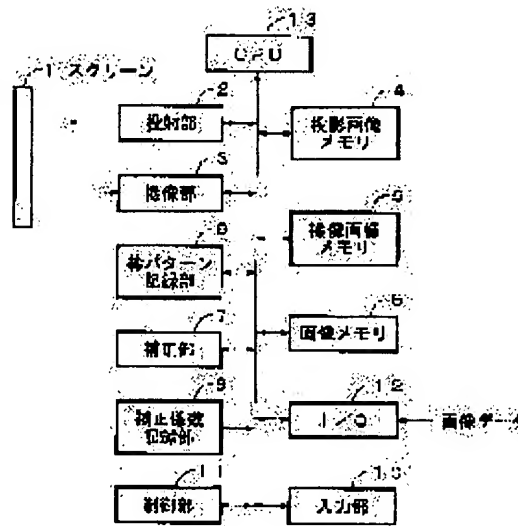 13
CPU
1 スクリーン
2
投射部
4
投影画像
メモリ
3
撮像部
5
撮像画像
メモリ
8
パターン
記録部
7
補正部
6
画像メモリ
9
補正係数
記録部
12
I/O
画像データ
11
制御部
10
入力部